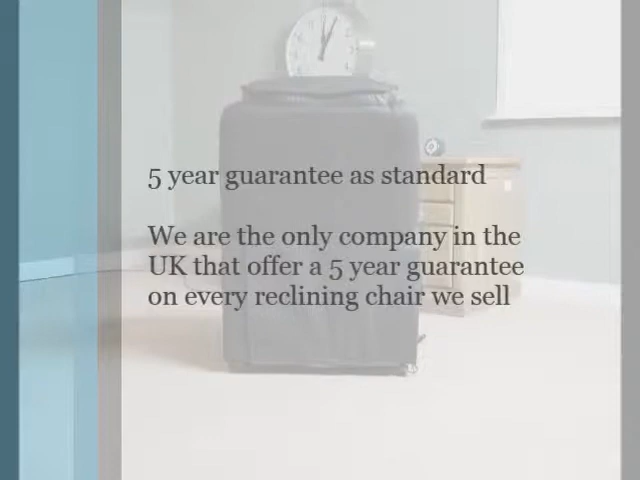 5 year guarantee as standard
We are the only company in the
UK that offer a 5 year guarantee
on every reclining chair we sell